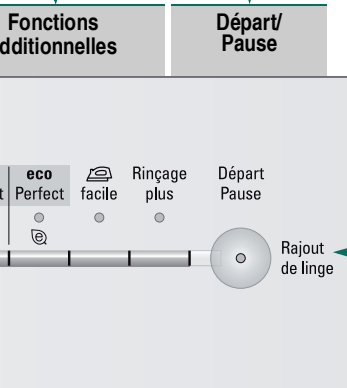 Fonctions
dditionnelles
Départ/
Pause
eco
Perfect
facile
Rinçage
plus
Départ
Pause
t
Rajout
de linge